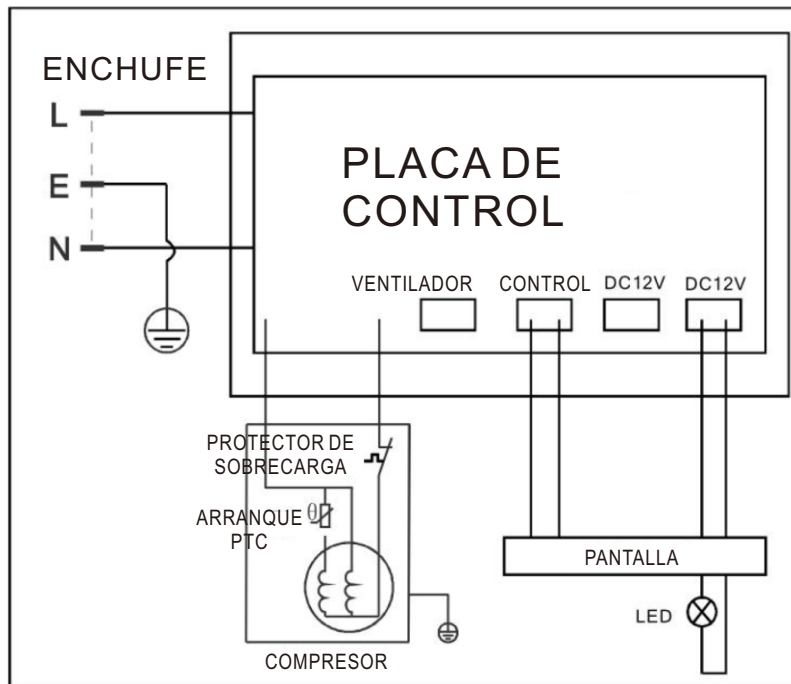 ENCHUFE
L
E
N
PLACA DE
CONTROL
VENTILADOR
CONTROL
DC12V
DC12V
PROTECTOR DE
SOBRECARGA
θ
ARRANQUE
PTC
PANTALLA
LED
COMPRESOR